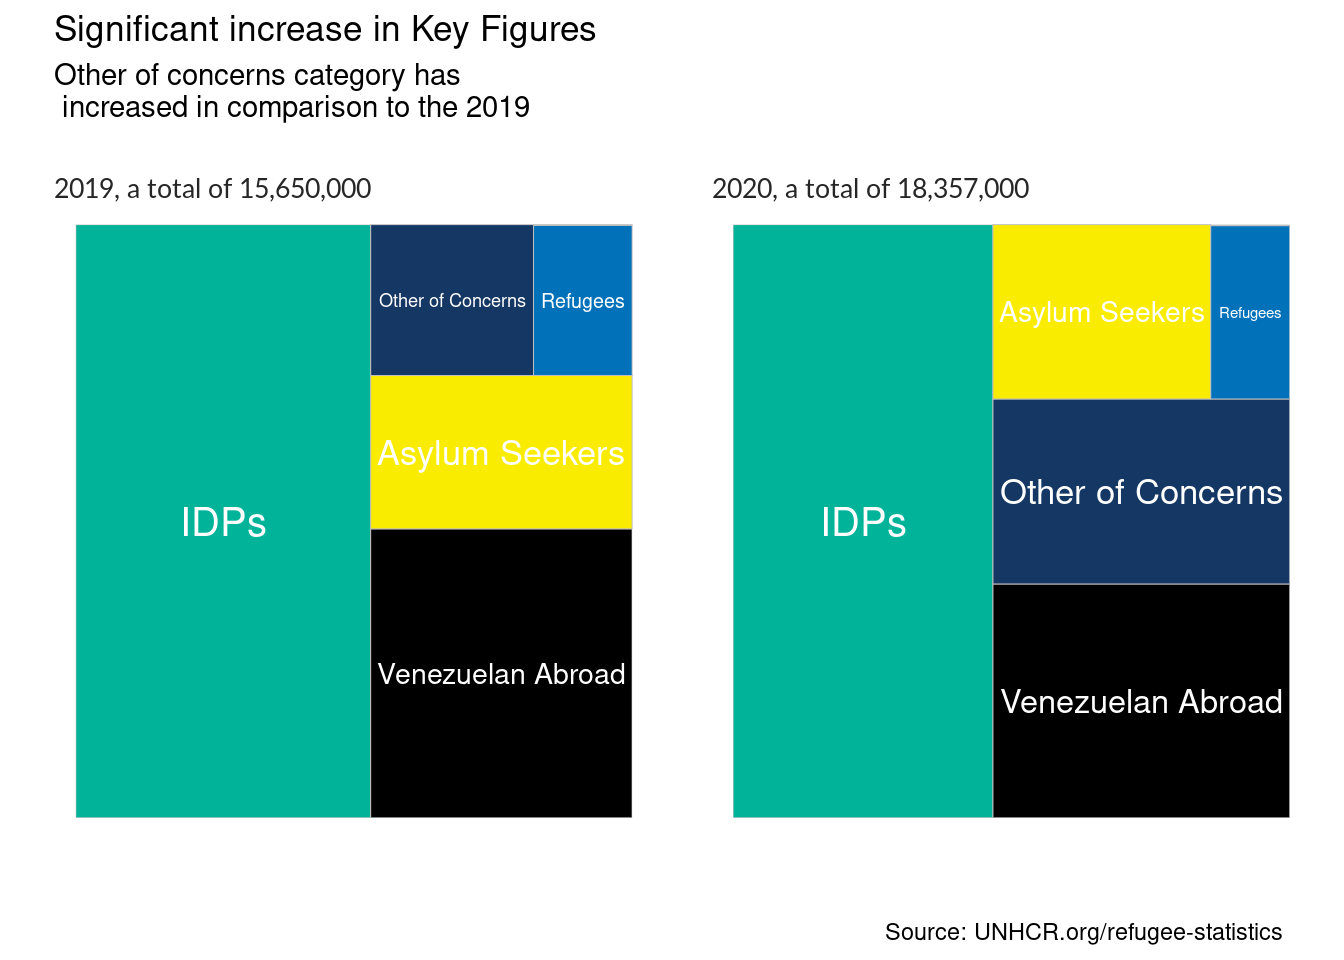 Significant increase in Key Figures
Other of concerns category has
increased in comparison to the 2019
2019, a total of 15,650,000
Other of Concerns
Refugees
Asylum Seekers
IDPs
Venezuelan Abroad
2020, a total of 18,357,000
Asylum Seekers
Refugees
Other of Concerns
IDPs
Venezuelan Abroad
Source: UNHCR.org/refugee-statistics